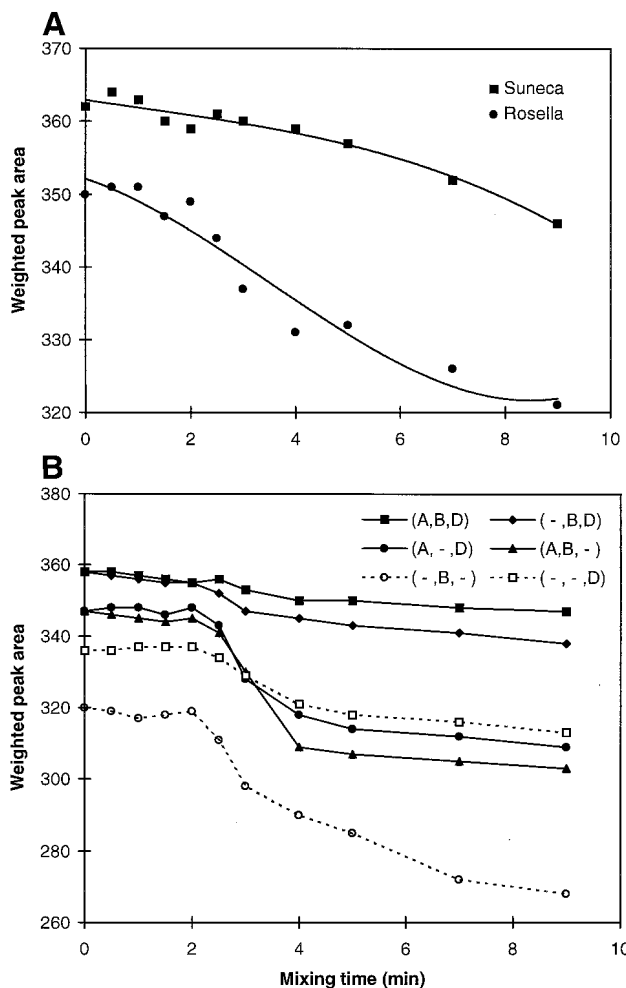 A
370
360
350
340
330
320
Weighted peak area
Suneca
Rosella
0 2 4 6 8 10
B
380
360
340
320
300
280
260
Weighted peak area
(A,B,D) (-,B,D)
(A,-,D) (A,B,-)
(-,B,-) (-,-,D)
0 2 4 6 8 10
Mixing time (min)